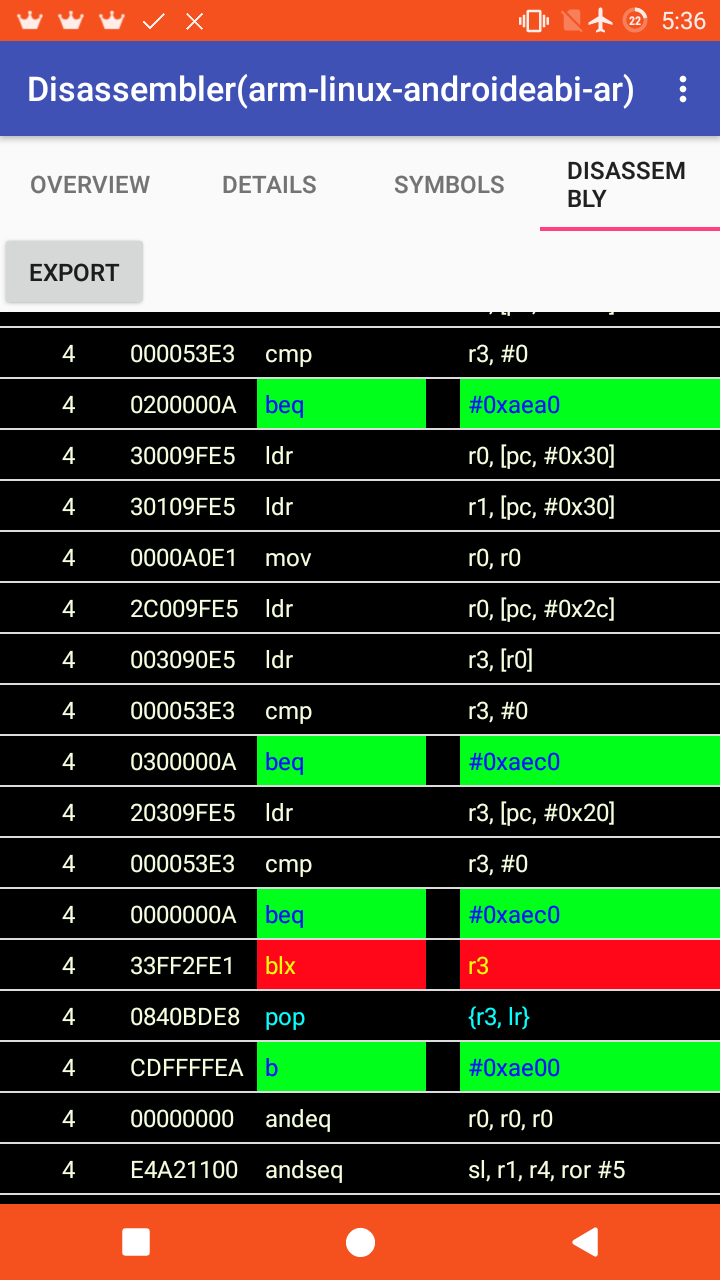 22 5:36
Disassembler(arm-linux-androideabi-ar)
OVERVIEW DETAILS SYMBOLS DISASSEM
BLY
EXPORT
4 000053E3 cmp r3, #0
4 0200000A beq #0xaea0
4 30009FE5 ldr r0, [pc, #0x30]
4 30109FE5 ldr r1, [pc, #0x30]
4 0000A0E1 mov r0, r0
4 2C009FE5 ldr r0, [pc, #0x2c]
4 003090E5 ldr r3, [r0]
4 000053E3 cmp r3, #0
4 0300000A beq #0xaec0
4 20309FE5 ldr r3, [pc, #0x20]
4 000053E3 cmp r3, #0
4 0000000A beq #0xaec0
4 33FF2FE1 blx r3
4 0840BDE8 pop {r3, lr}
4 CDFFFFEA b #0xae00
4 00000000 andeq r0, r0, r0
4 E4A21100 andseq sl, r1, r4, ror #5